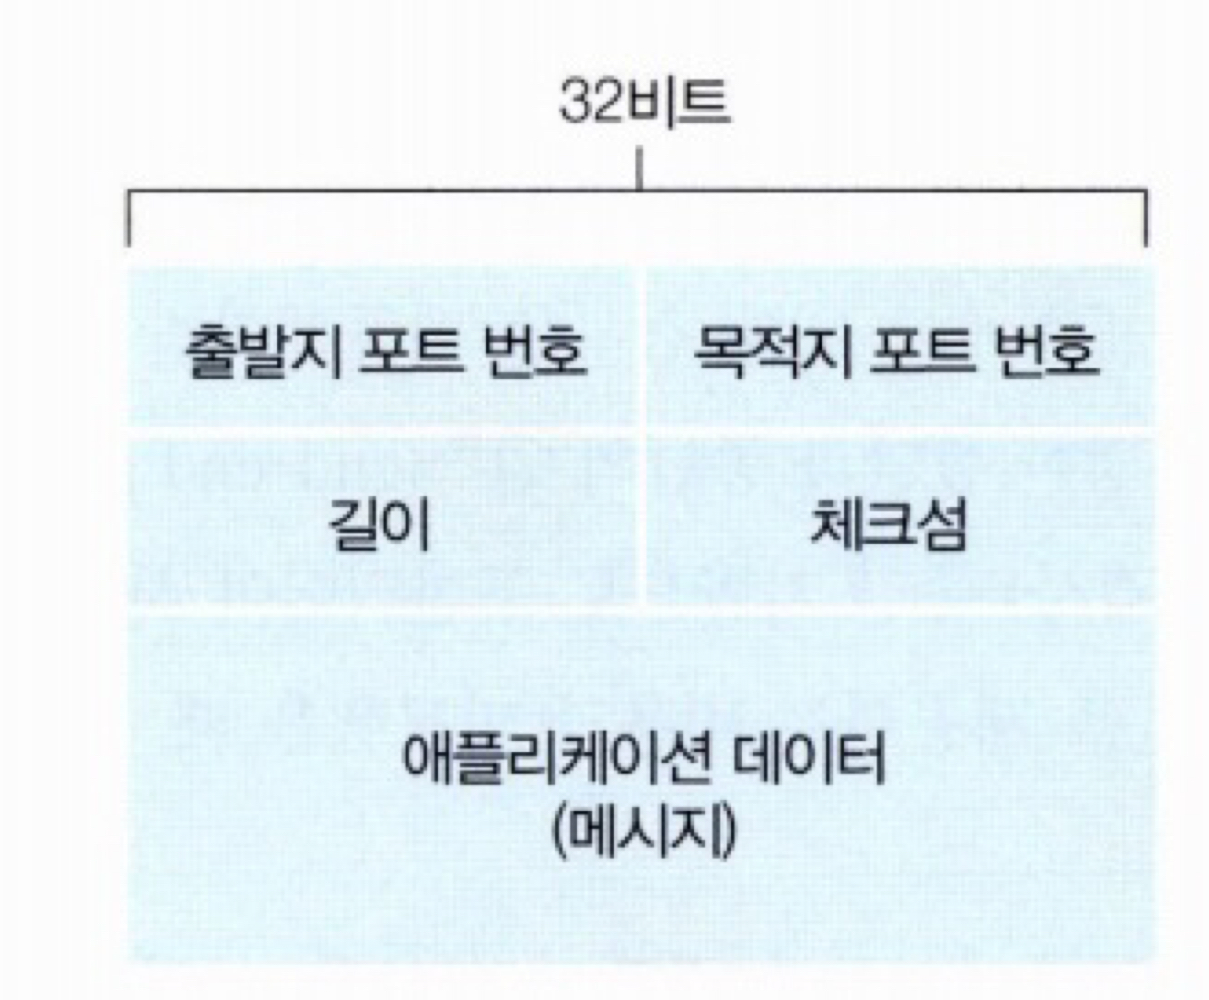 32비트
출발지 포트 번호 목적지 포트 번호
길이 체크섬
애플리케이션 데이터
(메시지)